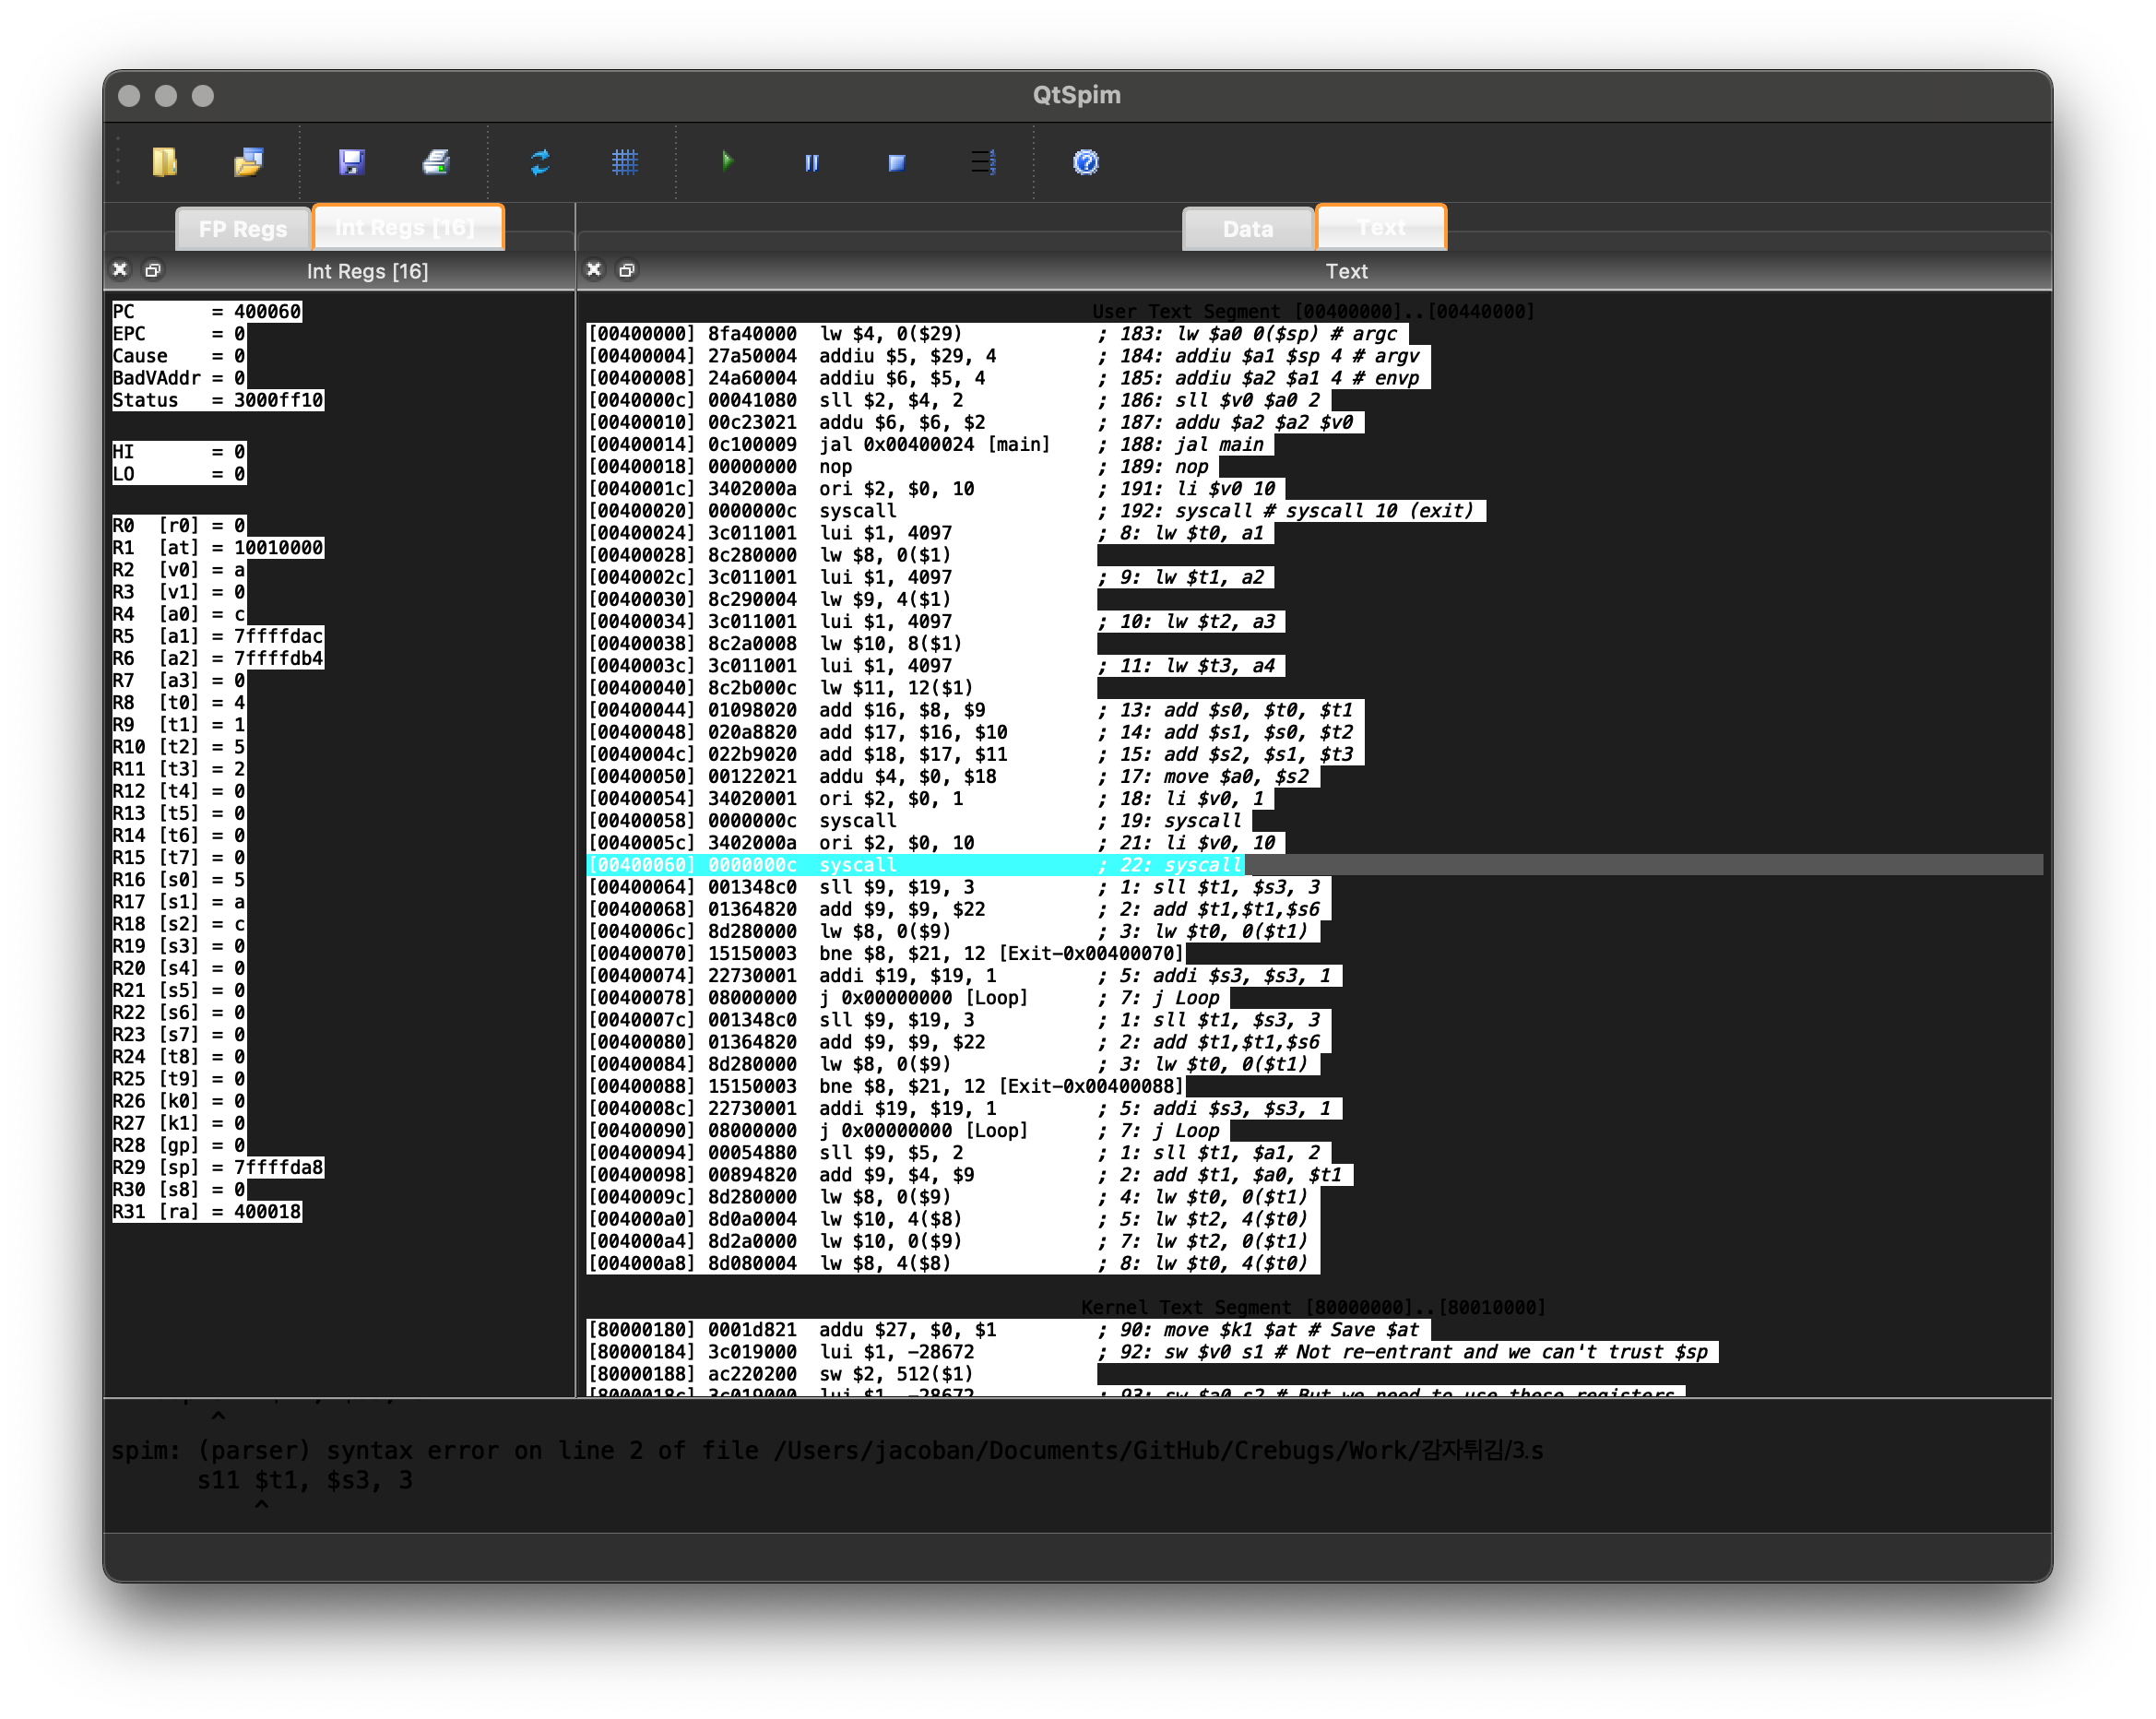 QtSpim
FP Regs
Int Regs [16]
Data
Text
Int Regs [16]
Text
PC       = 400060
EPC      = 0
Cause    = 0
BadVAddr = 0
Status   = 3000ff10
HI       = 0
LO       = 0
R0  [r0] = 0
R1  [at] = 10010000
R2  [v0] = a
R3  [v1] = 0
R4  [a0] = c
R5  [a1] = 7ffffdac
R6  [a2] = 7ffffdb4
R7  [a3] = 0
R8  [t0] = 4
R9  [t1] = 1
R10 [t2] = 5
R11 [t3] = 2
R12 [t4] = 0
R13 [t5] = 0
R14 [t6] = 0
R15 [t7] = 0
R16 [s0] = 5
R17 [s1] = a
R18 [s2] = c
R19 [s3] = 0
R20 [s4] = 0
R21 [s5] = 0
R22 [s6] = 0
R23 [s7] = 0
R24 [t8] = 0
R25 [t9] = 0
R26 [k0] = 0
R27 [k1] = 0
R28 [gp] = 0
R29 [sp] = 7ffffda8
R30 [s8] = 0
R31 [ra] = 400018
User Text Segment [00400000]..[00440000]
[00400000] 8fa40000  lw $4, 0($29)            ; 183: lw $a0 0($sp) # argc
[00400004] 27a50004  addiu $5, $29, 4         ; 184: addiu $a1 $sp 4 # argv
[00400008] 24a60004  addiu $6, $5, 4          ; 185: addiu $a2 $a1 4 # envp
[0040000c] 00041080  sll $2, $4, 2            ; 186: sll $v0 $a0 2
[00400010] 00c23021  addu $6, $6, $2          ; 187: addu $a2 $a2 $v0
[00400014] 0c100009  jal 0x00400024 [main]    ; 188: jal main
[00400018] 00000000  nop                      ; 189: nop
[0040001c] 3402000a  ori $2, $0, 10           ; 191: li $v0 10
[00400020] 0000000c  syscall                  ; 192: syscall # syscall 10 (exit)
[00400024] 3c011001  lui $1, 4097             ; 8: lw $t0, a1
[00400028] 8c280000  lw $8, 0($1)
[0040002c] 3c011001  lui $1, 4097             ; 9: lw $t1, a2
[00400030] 8c290004  lw $9, 4($1)
[00400034] 3c011001  lui $1, 4097             ; 10: lw $t2, a3
[00400038] 8c2a0008  lw $10, 8($1)
[0040003c] 3c011001  lui $1, 4097             ; 11: lw $t3, a4
[00400040] 8c2b000c  lw $11, 12($1)
[00400044] 01098020  add $16, $8, $9          ; 13: add $s0, $t0, $t1
[00400048] 020a8820  add $17, $16, $10        ; 14: add $s1, $s0, $t2
[0040004c] 022b9020  add $18, $17, $11        ; 15: add $s2, $s1, $t3
[00400050] 00122021  addu $4, $0, $18         ; 17: move $a0, $s2
[00400054] 34020001  ori $2, $0, 1            ; 18: li $v0, 1
[00400058] 0000000c  syscall                  ; 19: syscall
[0040005c] 3402000a  ori $2, $0, 10           ; 21: li $v0, 10
[00400060] 0000000c  syscall                  ; 22: syscall
[00400064] 001348c0  sll $9, $19, 3           ; 1: sll $t1, $s3, 3
[00400068] 01364820  add $9, $9, $22          ; 2: add $t1,$t1,$s6
[0040006c] 8d280000  lw $8, 0($9)             ; 3: lw $t0, 0($t1)
[00400070] 15150003  bne $8, $21, 12 [Exit-0x00400070]
[00400074] 22730001  addi $19, $19, 1         ; 5: addi $s3, $s3, 1
[00400078] 08000000  j 0x00000000 [Loop]      ; 7: j Loop
[0040007c] 001348c0  sll $9, $19, 3           ; 1: sll $t1, $s3, 3
[00400080] 01364820  add $9, $9, $22          ; 2: add $t1,$t1,$s6
[00400084] 8d280000  lw $8, 0($9)             ; 3: lw $t0, 0($t1)
[00400088] 15150003  bne $8, $21, 12 [Exit-0x00400088]
[0040008c] 22730001  addi $19, $19, 1         ; 5: addi $s3, $s3, 1
[00400090] 08000000  j 0x00000000 [Loop]      ; 7: j Loop
[00400094] 00054880  sll $9, $5, 2            ; 1: sll $t1, $a1, 2
[00400098] 00894820  add $9, $4, $9           ; 2: add $t1, $a0, $t1
[0040009c] 8d280000  lw $8, 0($9)             ; 4: lw $t0, 0($t1)
[004000a0] 8d0a0004  lw $10, 4($8)            ; 5: lw $t2, 4($t0)
[004000a4] 8d2a0000  lw $10, 0($9)            ; 7: lw $t2, 0($t1)
[004000a8] 8d080004  lw $8, 4($8)             ; 8: lw $t0, 4($t0)
Kernel Text Segment [80000000]..[80010000]
[80000180] 0001d821  addu $27, $0, $1         ; 90: move $k1 $at # Save $at
[80000184] 3c019000  lui $1, -28672           ; 92: sw $v0 s1 # Not re-entrant and we can't trust $sp
[80000188] ac220200  sw $2, 512($1)
[8000018c] 3c019000  lui $1, -28672           ; 93: sw $a0 s2 # But we need to use these registers
^
spim: (parser) syntax error on line 2 of file /Users/jacoban/Documents/GitHub/Crebugs/Work/감자튀김/3.s
s11 $t1, $s3, 3
^